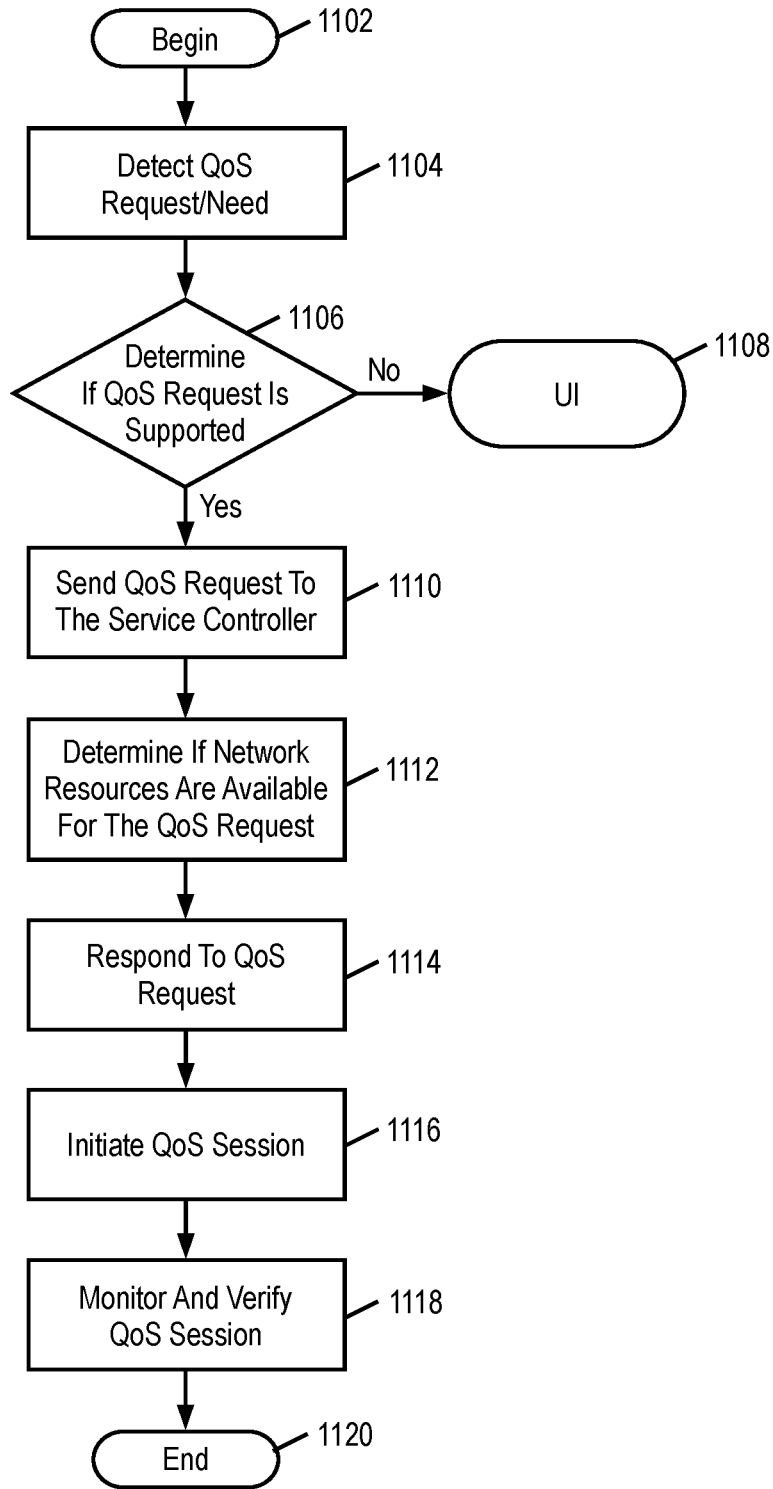 Begin
1102
Detect QoS
Request/Need
1104
1106
Determine
If QoS Request Is
Supported
No
UI
1108
Yes
Send QoS Request To
The Service Controller
1110
Determine If Network
Resources Are Available
For The QoS Request
1112
Respond To QoS
Request
1114
Initiate QoS Session
1116
Monitor And Verify
QoS Session
1118
End
1120